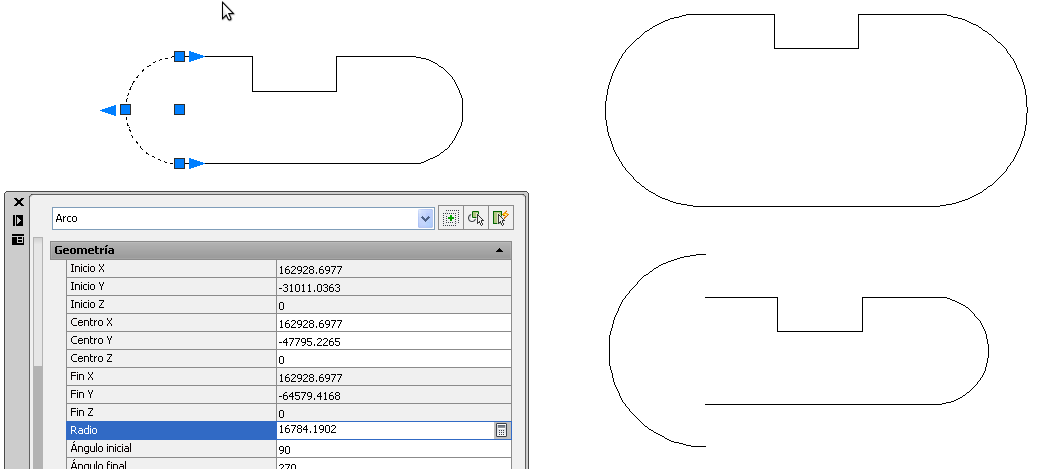 Arco
Geometría
Inicio X 162928.6977
Inicio Y -31011.0363
Inicio Z 0
Centro X 162928.6977
Centro Y -47795.2265
Centro Z 0
Fin X 162928.6977
Fin Y -64579.4168
Fin Z 0
Radio 16784.1902
Ángulo inicial 90
Ángulo final 270